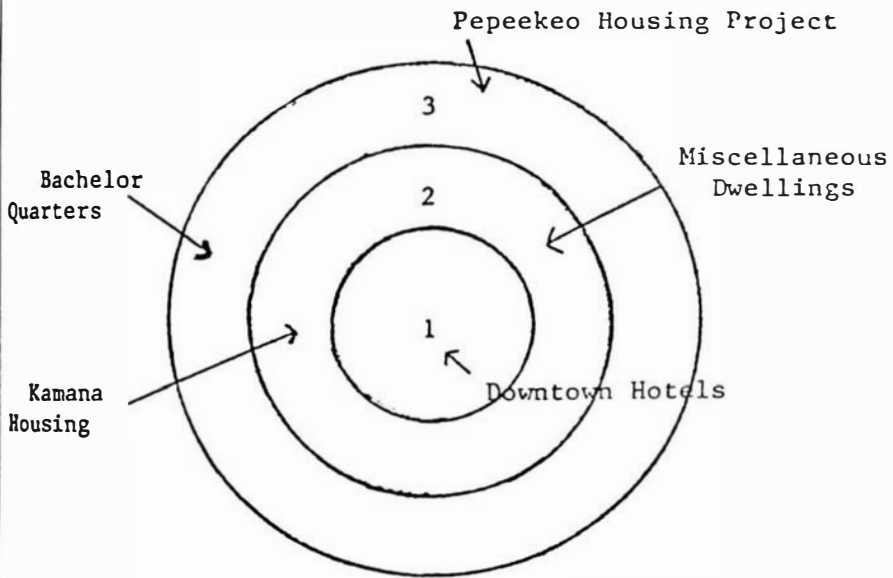 Pepeekeo Housing Project
3
Miscellaneous
Dwellings
Bachelor
Quarters
2
1
Downtown Hotels
Kamana
Housing